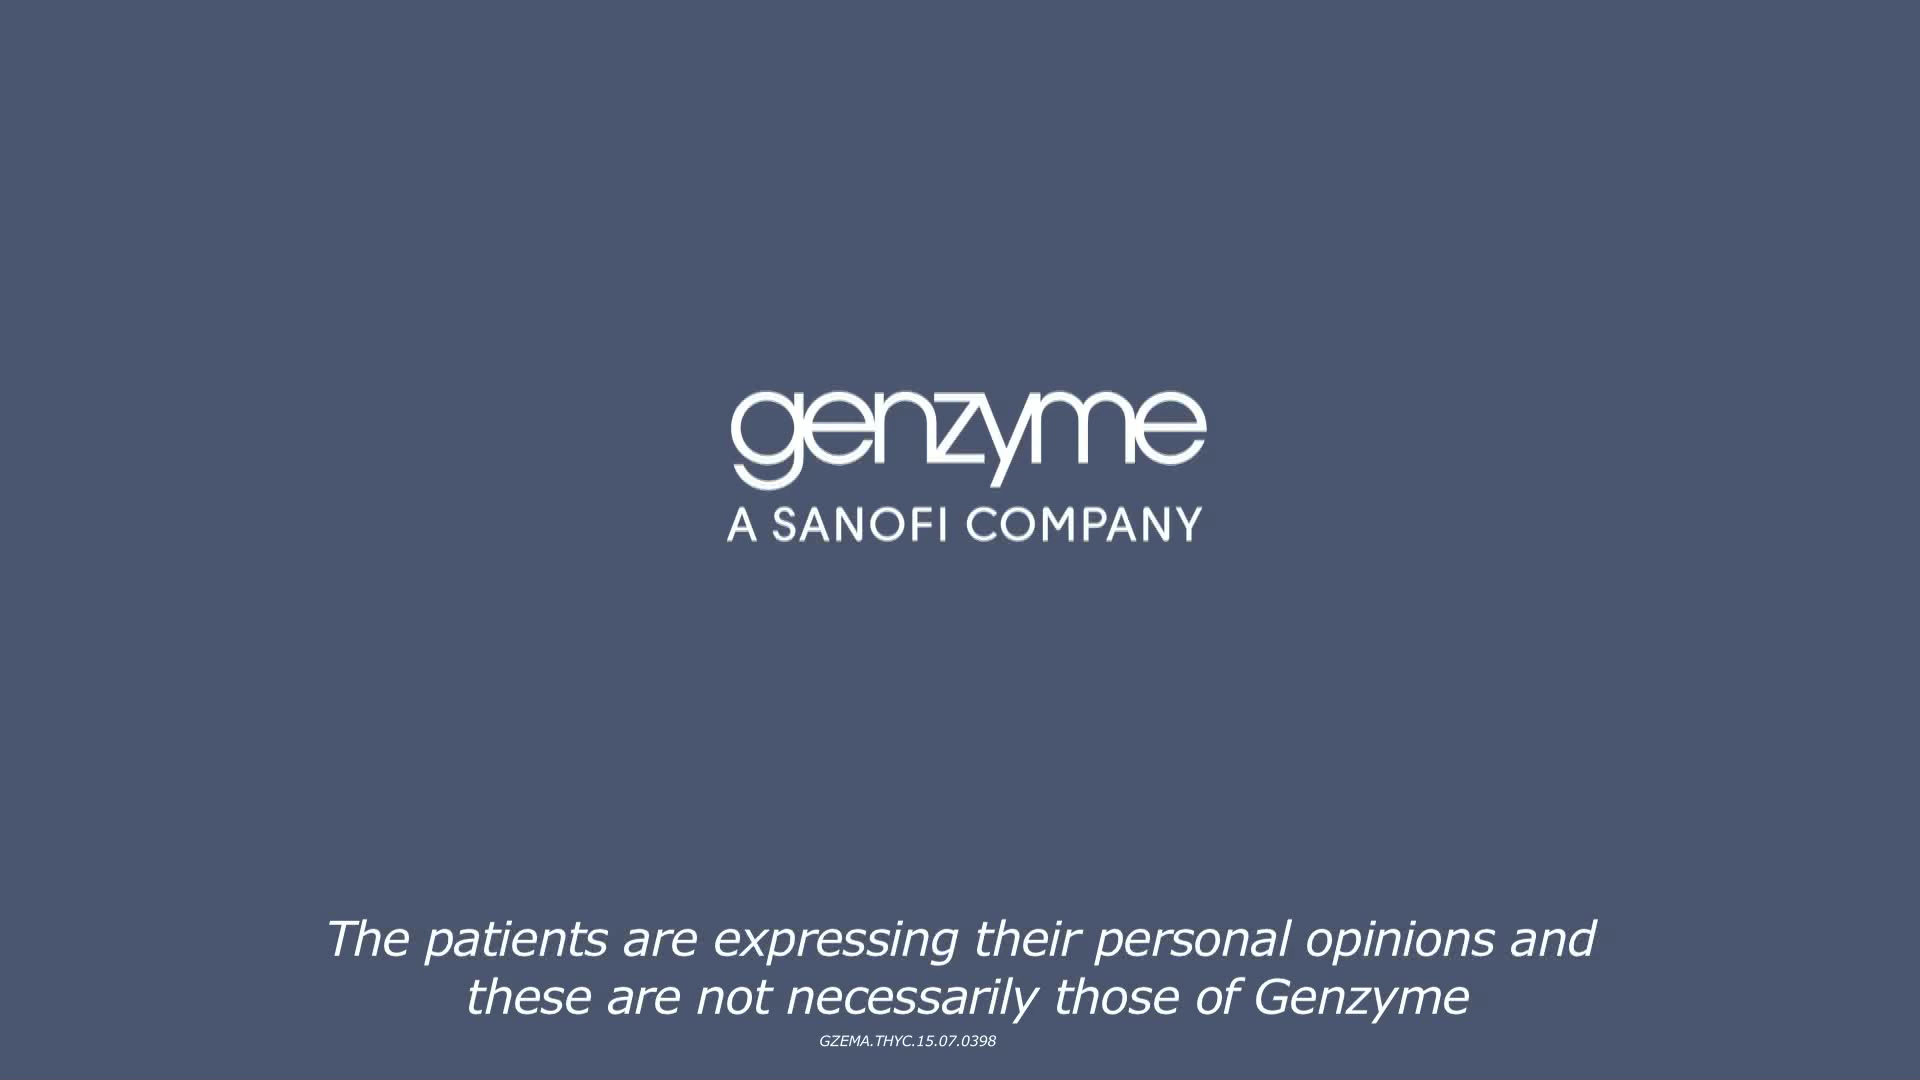 genzyme
A SANOFI COMPANY
The patients are expressing their personal opinions and
these are not necessarily those of Genzyme
GZEMA.THYC.15.07.0398